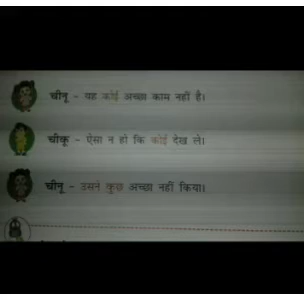 चीनू - यह कोई अच्छा काम नहीं है।
चीकू - ऐसा न हो कि कोई देख ले।
चीनू - उसने कुछ अच्छा नहीं किया।